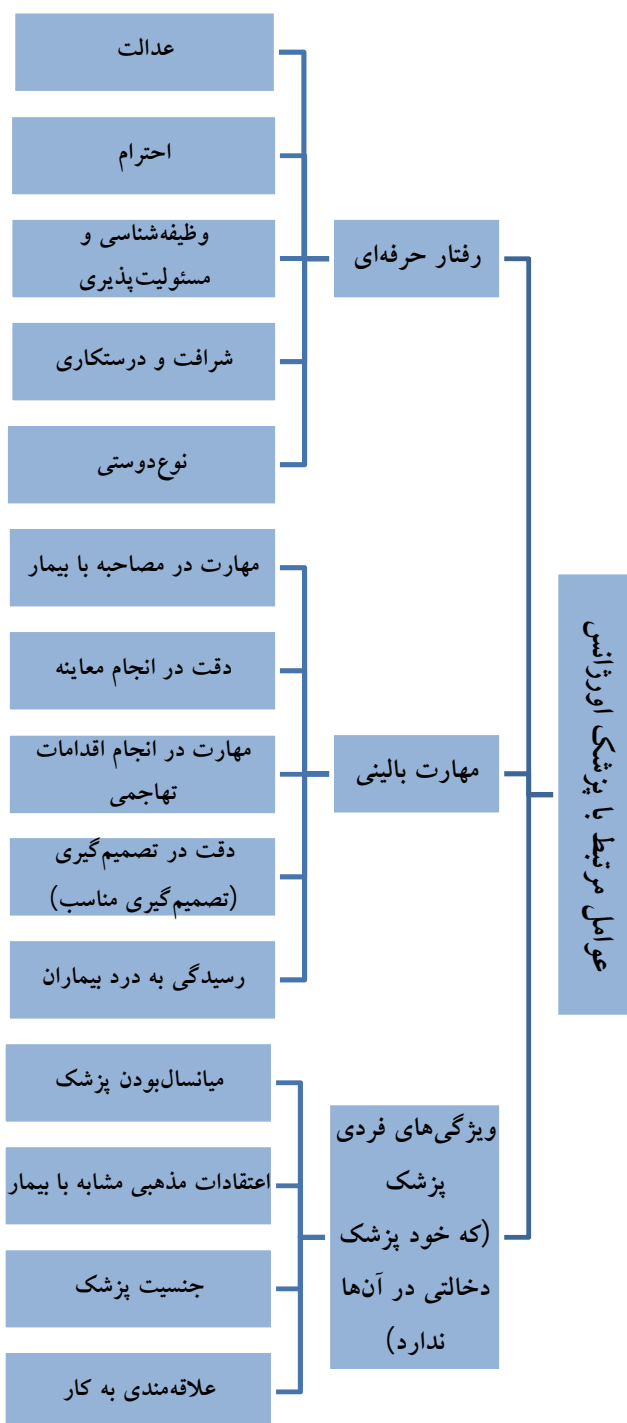 عوامل مرتبط با پزشک اورژانس
رفتار حرفه‌ای
عدالت
احترام
وظیفه‌شناسی و
مسئولیت‌پذیری
شرافت و درستکاری
نوع‌دوستی
مهارت بالینی
مهارت در مصاحبه با بیمار
دقت در انجام معاینه
مهارت در انجام اقدامات
تهاجمی
دقت در تصمیم‌گیری
(تصمیم‌گیری مناسب)
رسیدگی به درد بیماران
ویژگی‌های فردی
پزشک
(که خود پزشک
دخالتی در آن‌ها
ندارد)
میانسال‌بودن پزشک
اعتقادات مذهبی مشابه با بیمار
جنسیت پزشک
علاقه‌مندی به کار